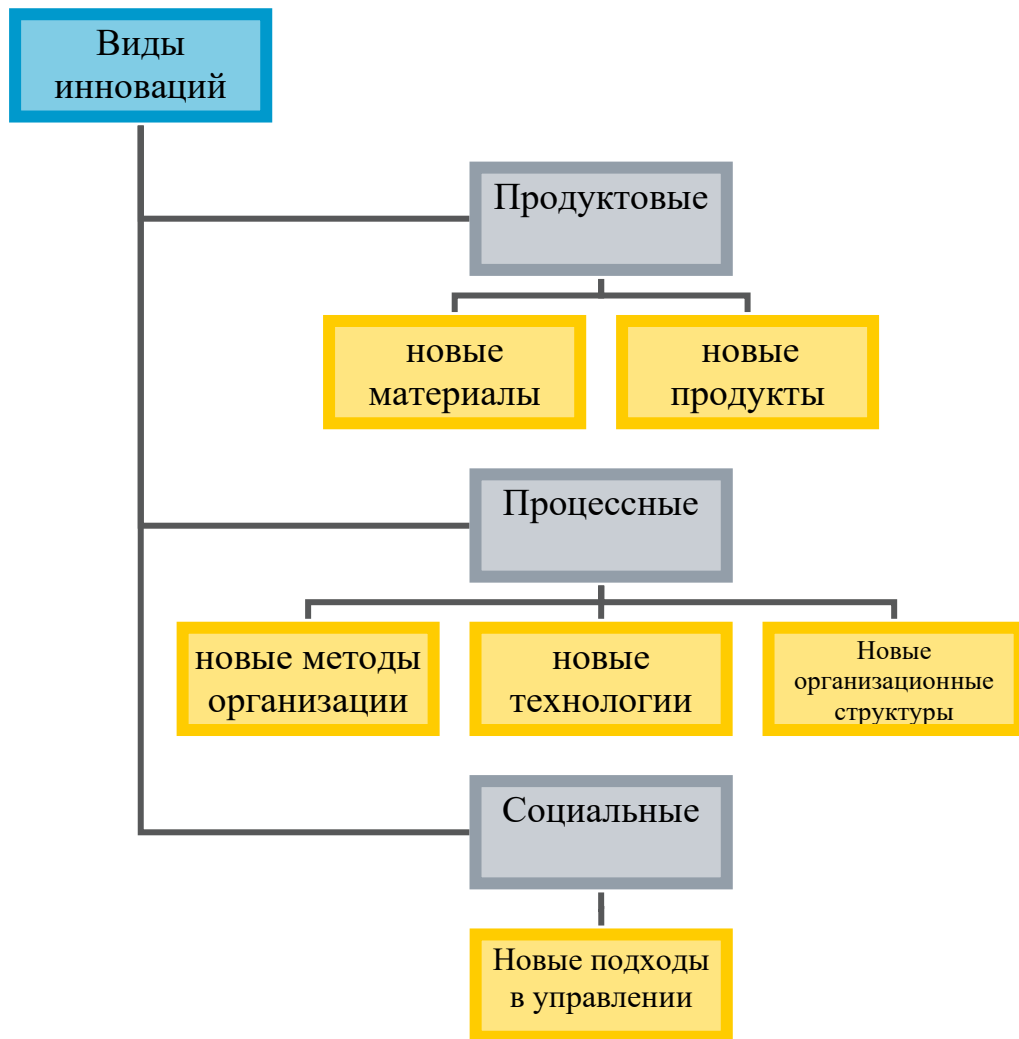 Виды
инноваций
Продуктовые
новые
материалы
новые
продукты
Процессные
новые методы
организации
новые
технологии
Новые
организационные
структуры
Социальные
Новые подходы
в управлении